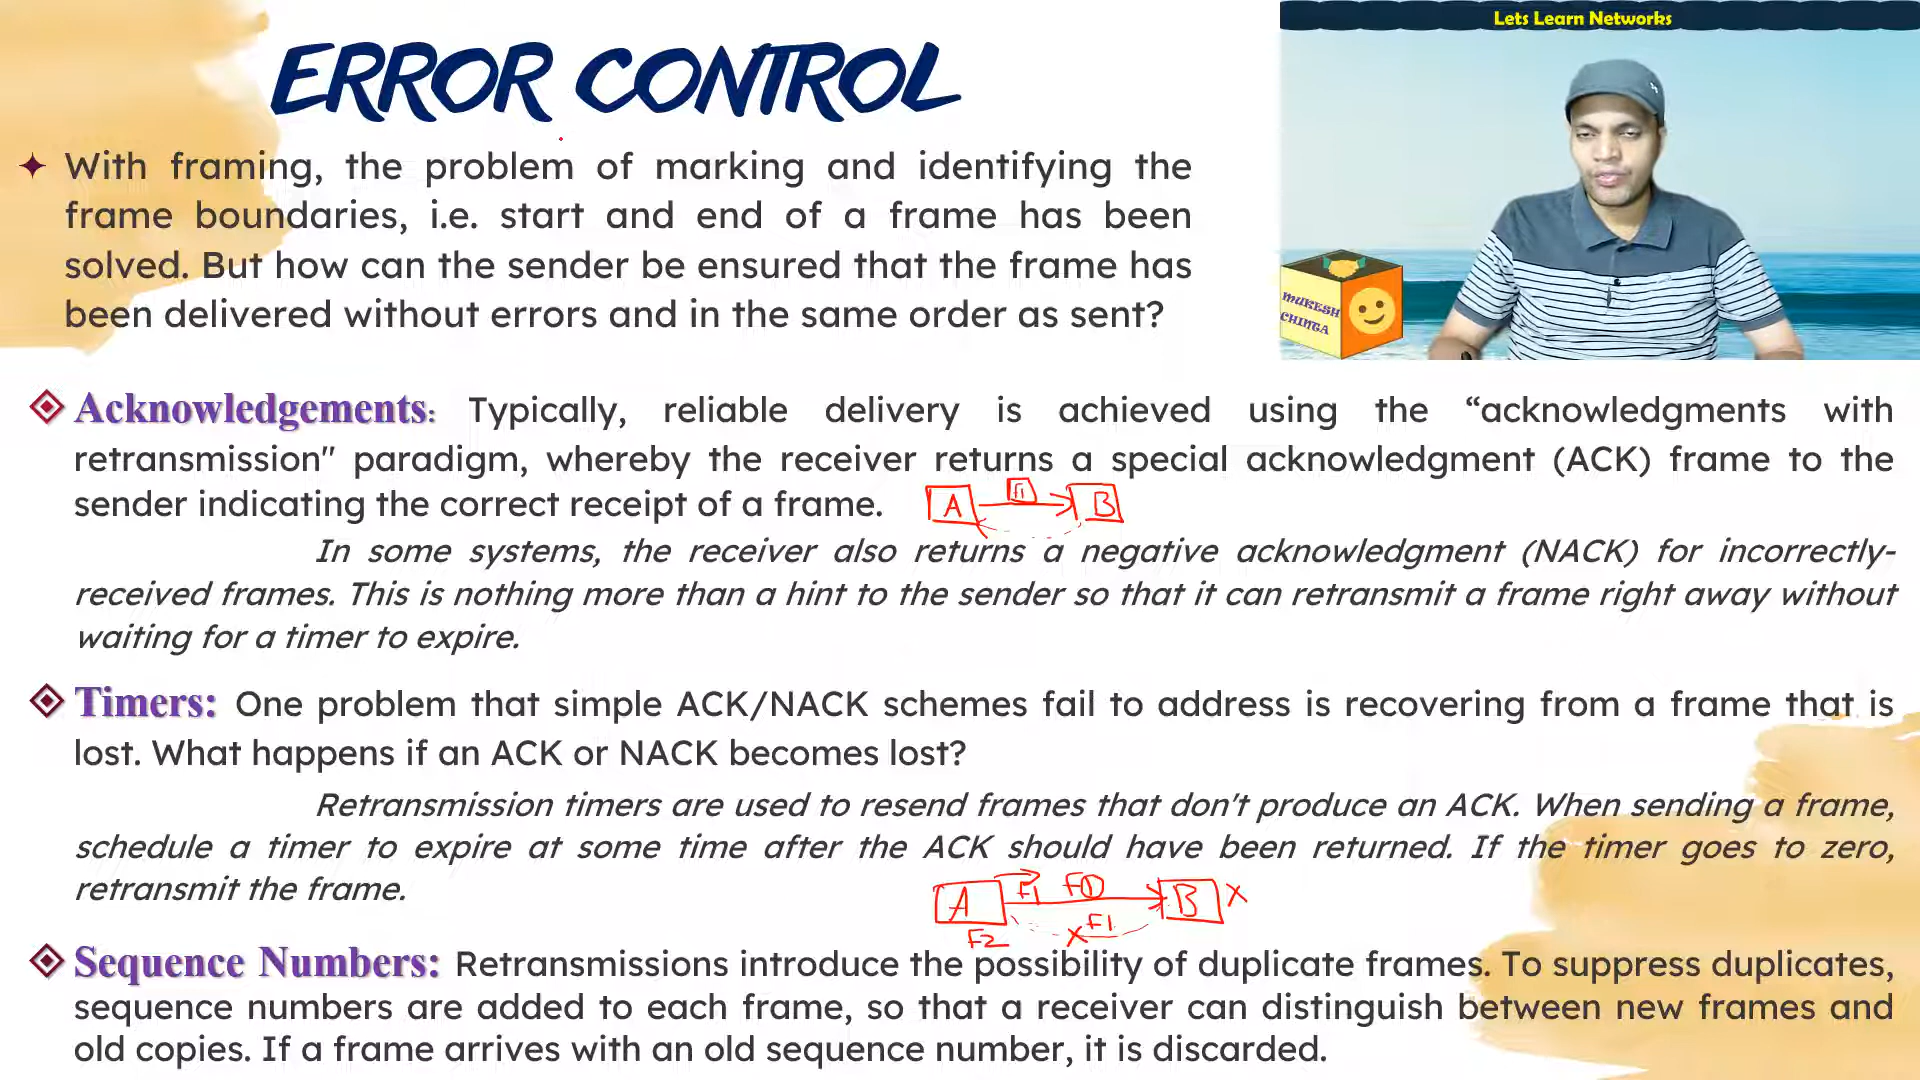 Lets Learn Networks
ERROR CONTROL
With framing, the problem of marking and identifying the
frame boundaries, i.e. start and end of a frame has been
solved. But how can the sender be ensured that the frame has
been delivered without errors and in the same order as sent?
MUKESH
CHINTA
Acknowledgements: Typically, reliable delivery is achieved using the “acknowledgments with
retransmission" paradigm, whereby the receiver returns a special acknowledgment (ACK) frame to the
sender indicating the correct receipt of a frame.
A f1 B
In some systems, the receiver also returns a negative acknowledgment (NACK) for incorrectly-
received frames. This is nothing more than a hint to the sender so that it can retransmit a frame right away without
waiting for a timer to expire.
Timers: One problem that simple ACK/NACK schemes fail to address is recovering from a frame that is
lost. What happens if an ACK or NACK becomes lost?
Retransmission timers are used to resend frames that don't produce an ACK. When sending a frame,
schedule a timer to expire at some time after the ACK should have been returned. If the timer goes to zero,
retransmit the frame.
A F1 F1 B X
F2 X F1
Sequence Numbers: Retransmissions introduce the possibility of duplicate frames. To suppress duplicates,
sequence numbers are added to each frame, so that a receiver can distinguish between new frames and
old copies. If a frame arrives with an old sequence number, it is discarded.